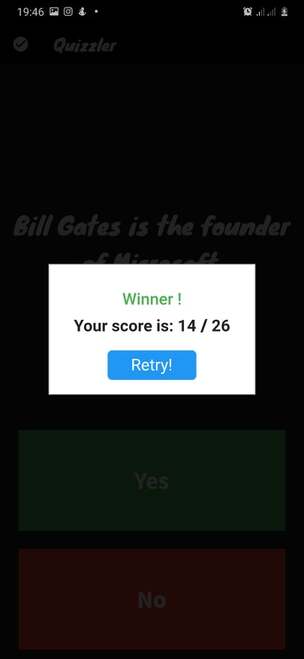 19:46
Quizzler
Bill Gates is the founder
of Microsoft
Winner !
Your score is: 14 / 26
Retry!
Yes
No